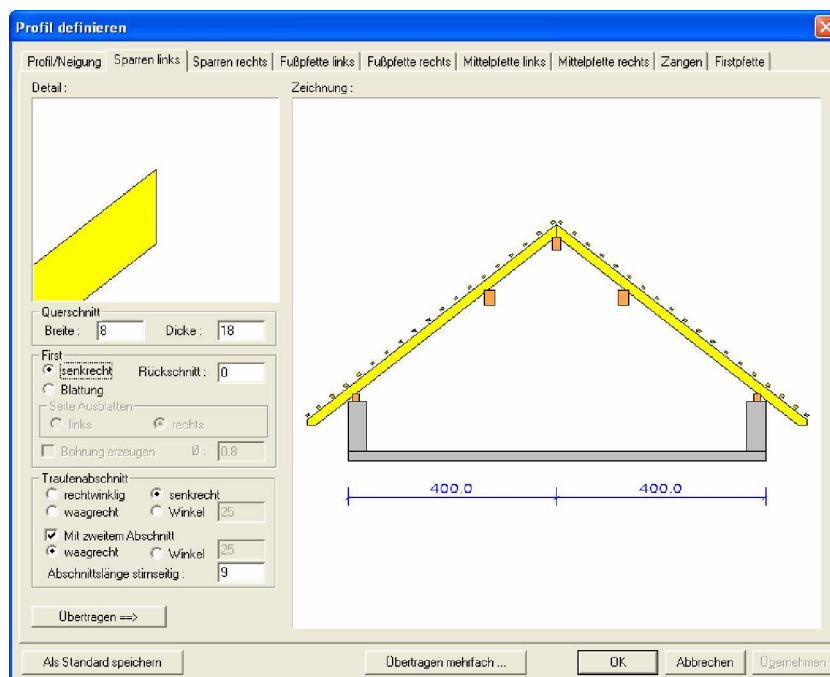 Profil definieren
Profil/Neigung Sparren links Sparren rechts Fußpfette links Fußpfette rechts Mittelpfette links Mittelpfette rechts Zangen Firstpfette
Detail :
Zeichnung :
Querschnitt
Breite : 8 Dicke : 18
First
senkrecht Rückschnitt : 0
Blattung
Seite Ausblatten
links rechts
Bohrung erzeugen Ø : 0.8
Traufenabschnitt
rechtwinklig senkrecht
waagrecht Winkel 25
Mit zweitem Abschnitt
waagrecht Winkel 25
Abschnittslänge stirnseitig : 9
Übertragen ==>
400.0 400.0
Als Standard speichern Übertragen mehrfach ... OK Abbrechen Übernehmen